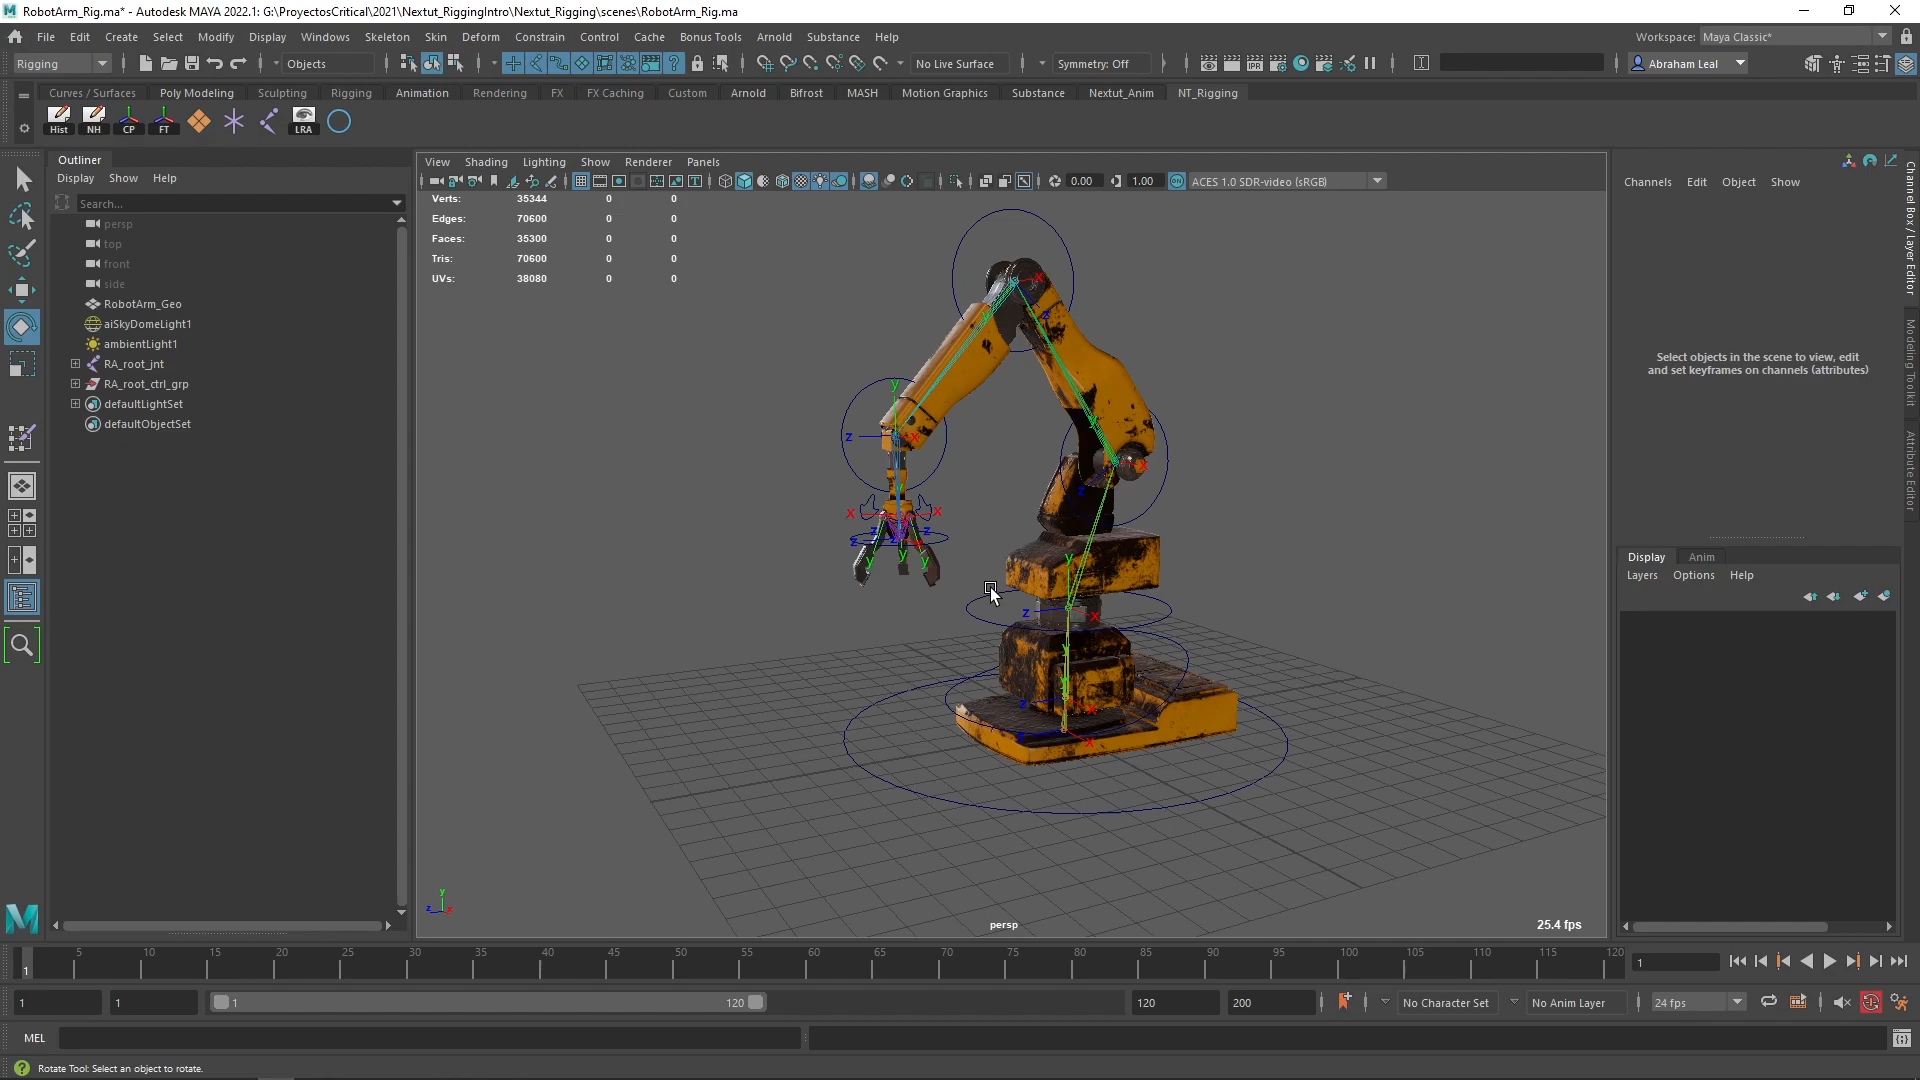 RobotArm_Rig.ma* - Autodesk MAYA 2022.1: G:\ProyectosCritical\2021\Nextut_RiggingIntro\Nextut_Rigging\scenes\RobotArm_Rig.ma
File Edit Create Select Modify Display Windows Skeleton Skin Deform Constrain Control Cache Bonus Tools Arnold Substance Help
Workspace: Maya Classic*
Rigging Objects No Live Surface Symmetry: Off Abraham Leal
Curves / Surfaces Poly Modeling Sculpting Rigging Animation Rendering FX FX Caching Custom Arnold Bifrost MASH Motion Graphics Substance Nextut_Anim NT_Rigging
Hist NH CP FT LRA
Outliner
Display Show Help
Search...
persp
top
front
side
RobotArm_Geo
aiSkyDomeLight1
ambientLight1
RA_root_jnt
RA_root_ctrl_grp
defaultLightSet
defaultObjectSet
View Shading Lighting Show Renderer Panels
0.00 1.00 ON ACES 1.0 SDR-video (sRGB)
Verts: 35344 0 0
Edges: 70600 0 0
Faces: 35300 0 0
Tris: 70600 0 0
UVs: 38080 0 0
persp
25.4 fps
Channels Edit Object Show
Select objects in the scene to view, edit
and set keyframes on channels (attributes)
Channel Box / Layer Editor
Modeling Toolkit
Attribute Editor
Display Anim
Layers Options Help
5 10 15 20 25 30 35 40 45 50 55 60 65 70 75 80 85 90 95 100 105 110 115 120
1 1
1 1 1 120 120 200 No Character Set No Anim Layer 24 fps
MEL
Rotate Tool: Select an object to rotate.